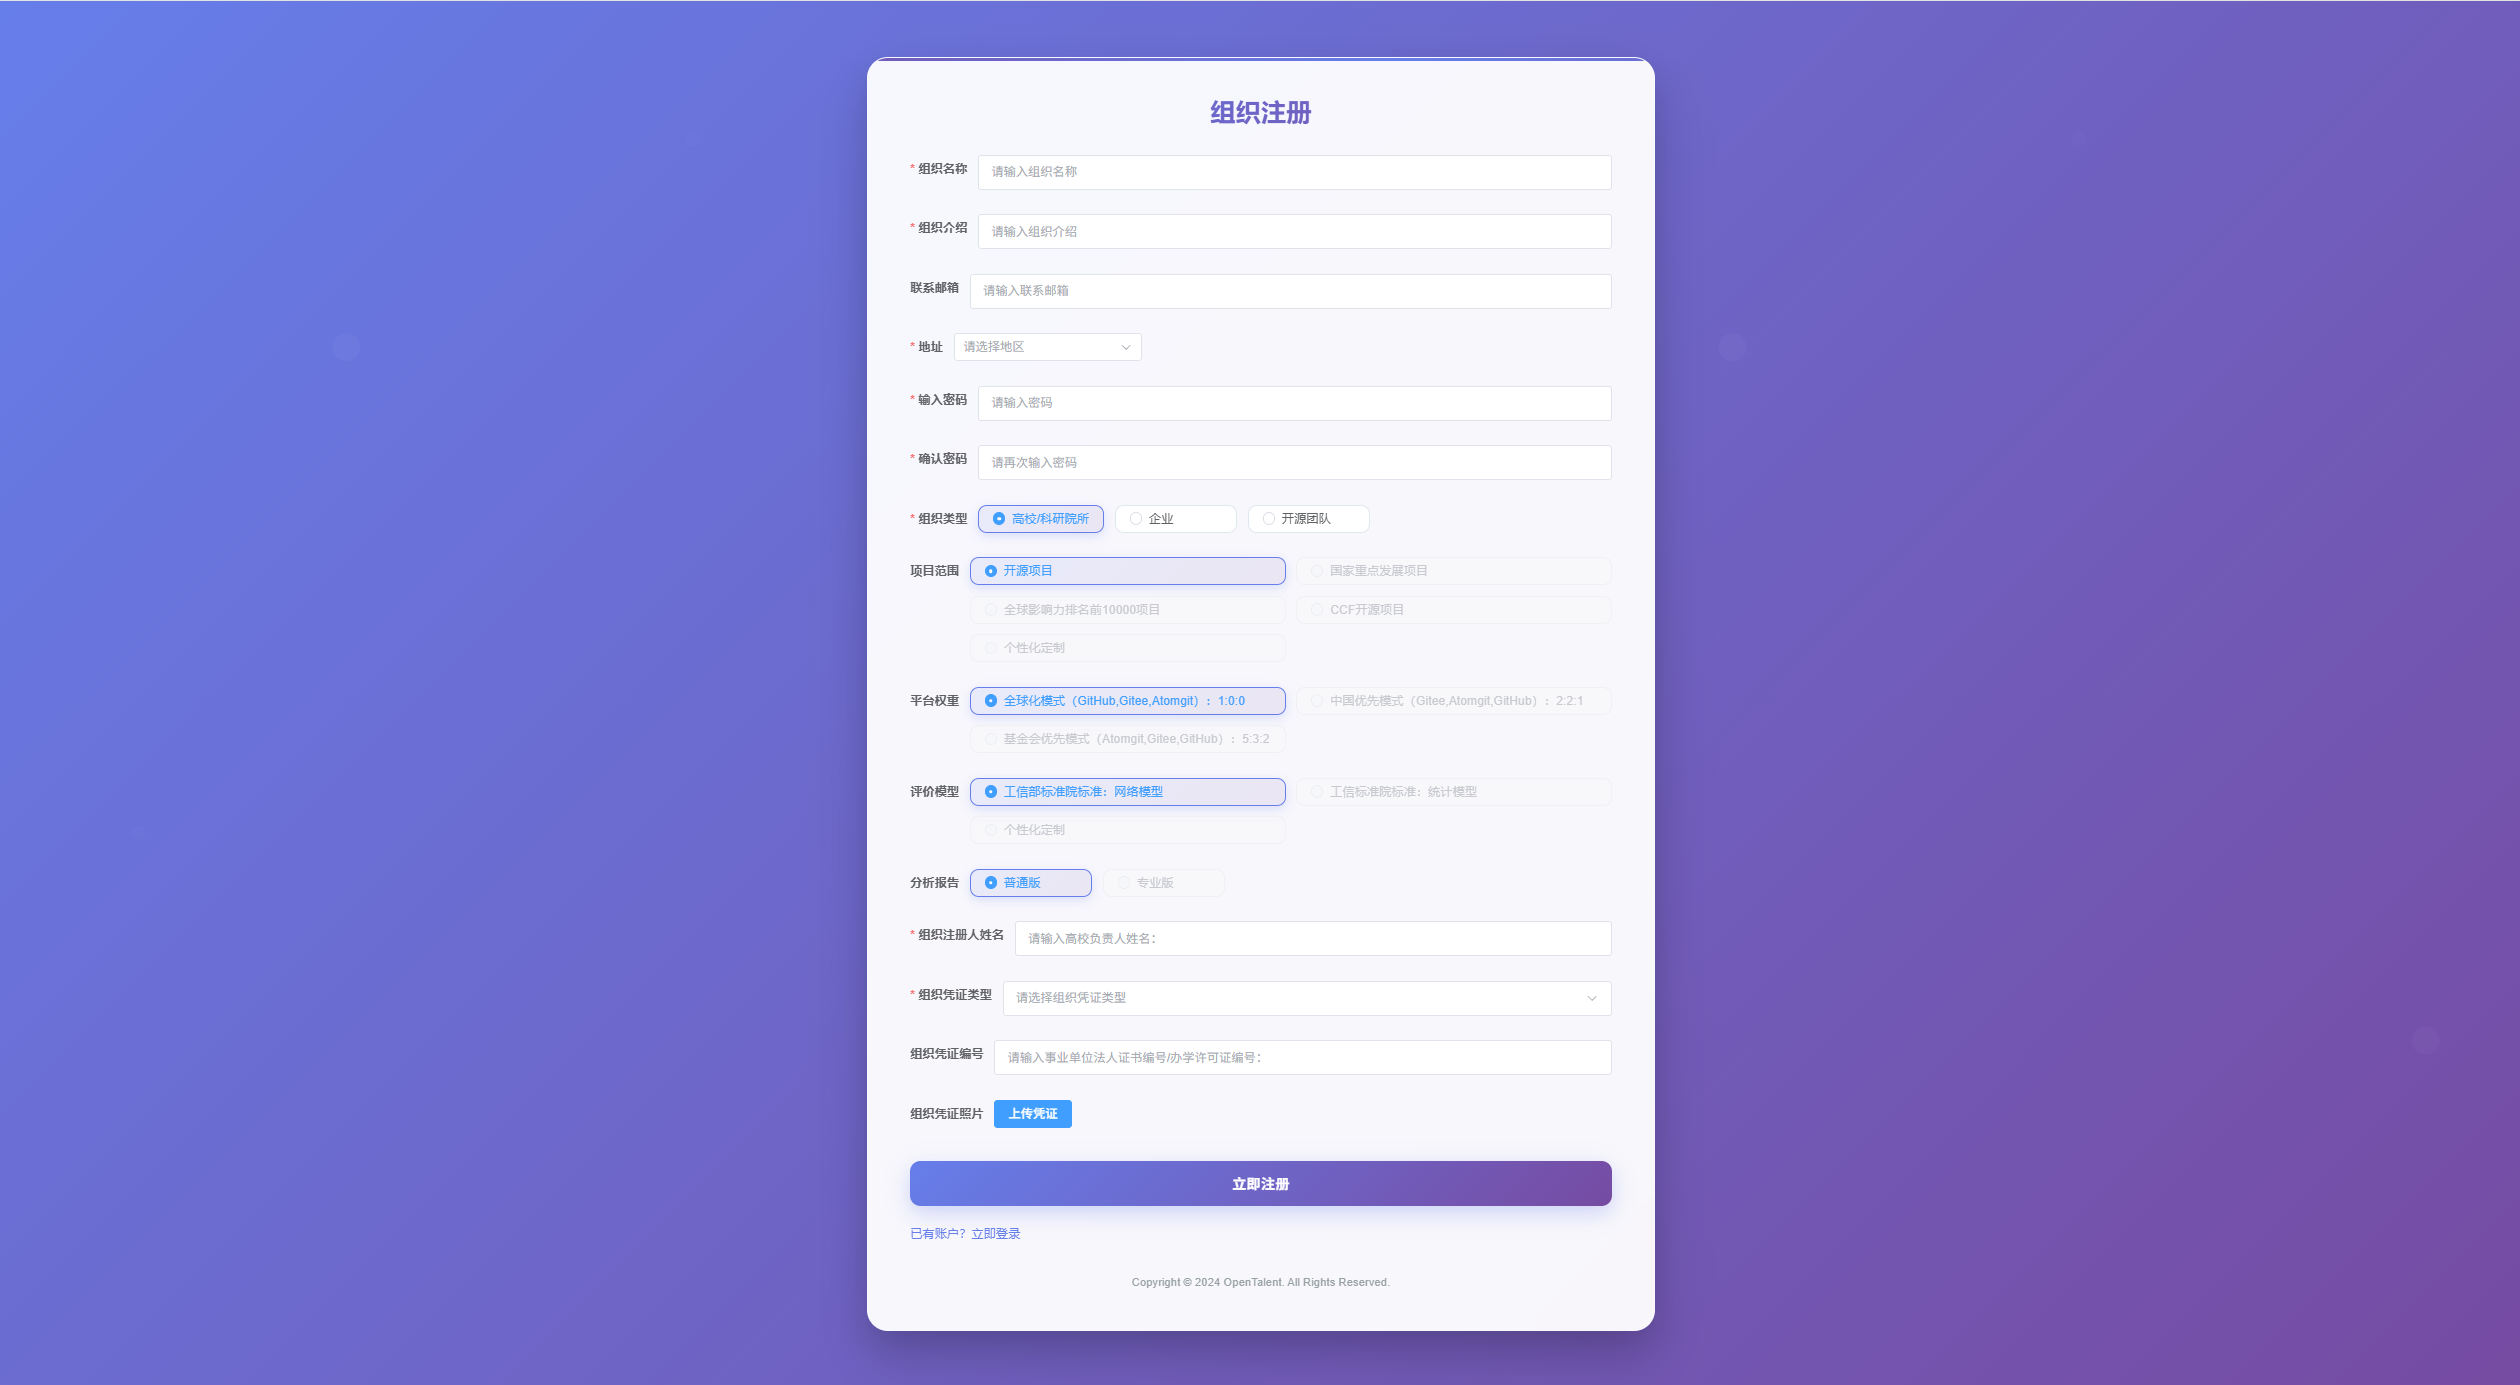 组织注册
* 组织名称 请输入组织名称
* 组织介绍 请输入组织介绍
联系邮箱 请输入联系邮箱
* 地址 请选择地区
* 输入密码 请输入密码
* 确认密码 请再次输入密码
* 组织类型 高校/科研院所 企业 开源团队
项目范围 开源项目 国家重点发展项目
全球影响力排名前10000项目 CCF开源项目
个性化定制
平台权重 全球化模式（GitHub,Gitee,Atomgit）：1:0:0 中国优先模式（Gitee,Atomgit,GitHub）：2:2:1
基金会优先模式（Atomgit,Gitee,GitHub）：5:3:2
评价模型 工信部标准院标准：网络模型 工信标准院标准：统计模型
个性化定制
分析报告 普通版 专业版
* 组织注册人姓名 请输入高校负责人姓名：
* 组织凭证类型 请选择组织凭证类型
组织凭证编号 请输入事业单位法人证书编号/办学许可证编号：
组织凭证照片 上传凭证
立即注册
已有账户？立即登录
Copyright © 2024 OpenTalent. All Rights Reserved.